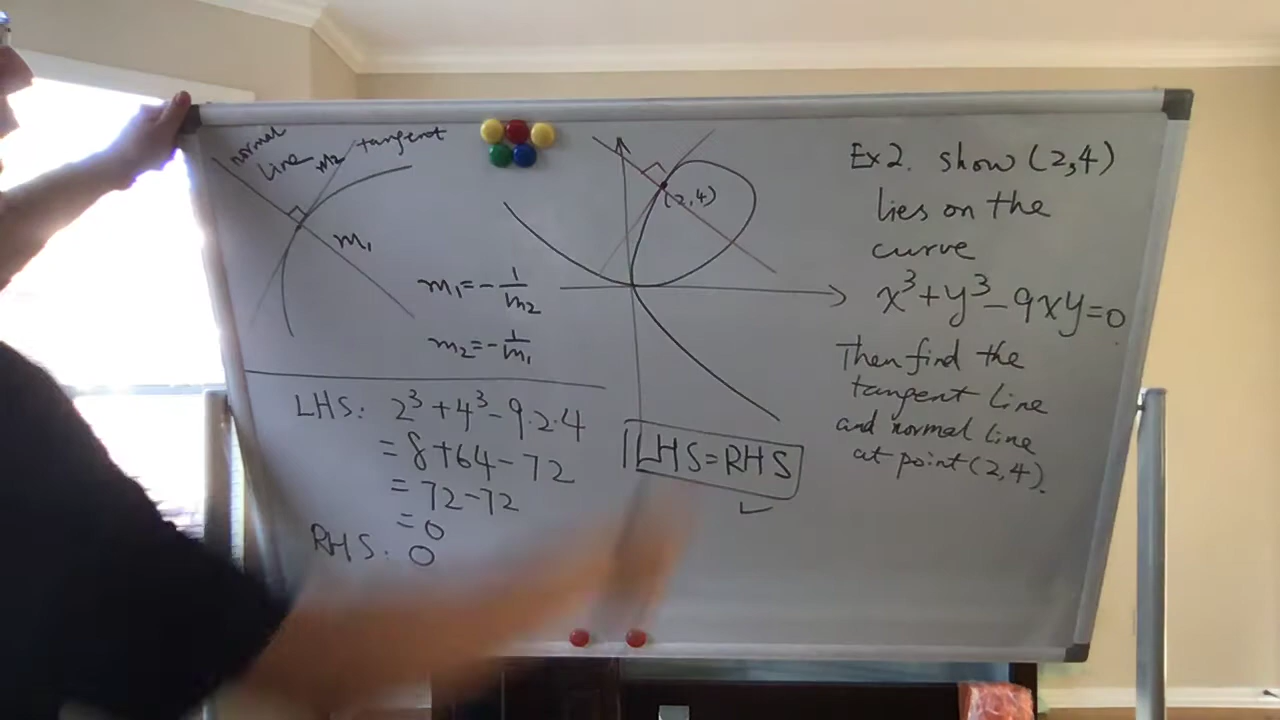 normal
line
m2
tangent
m1
m1=-1/m2
m2=-1/m1
(2,4)
Ex2. show (2,4)
lies on the
curve
x³+y³-9xy=0
Then find the
tangent line
and normal line
at point (2,4).
LHS: 2³+4³-9.2.4
=8+64-72
=72-72
=0
RHS: 0
LHS=RHS